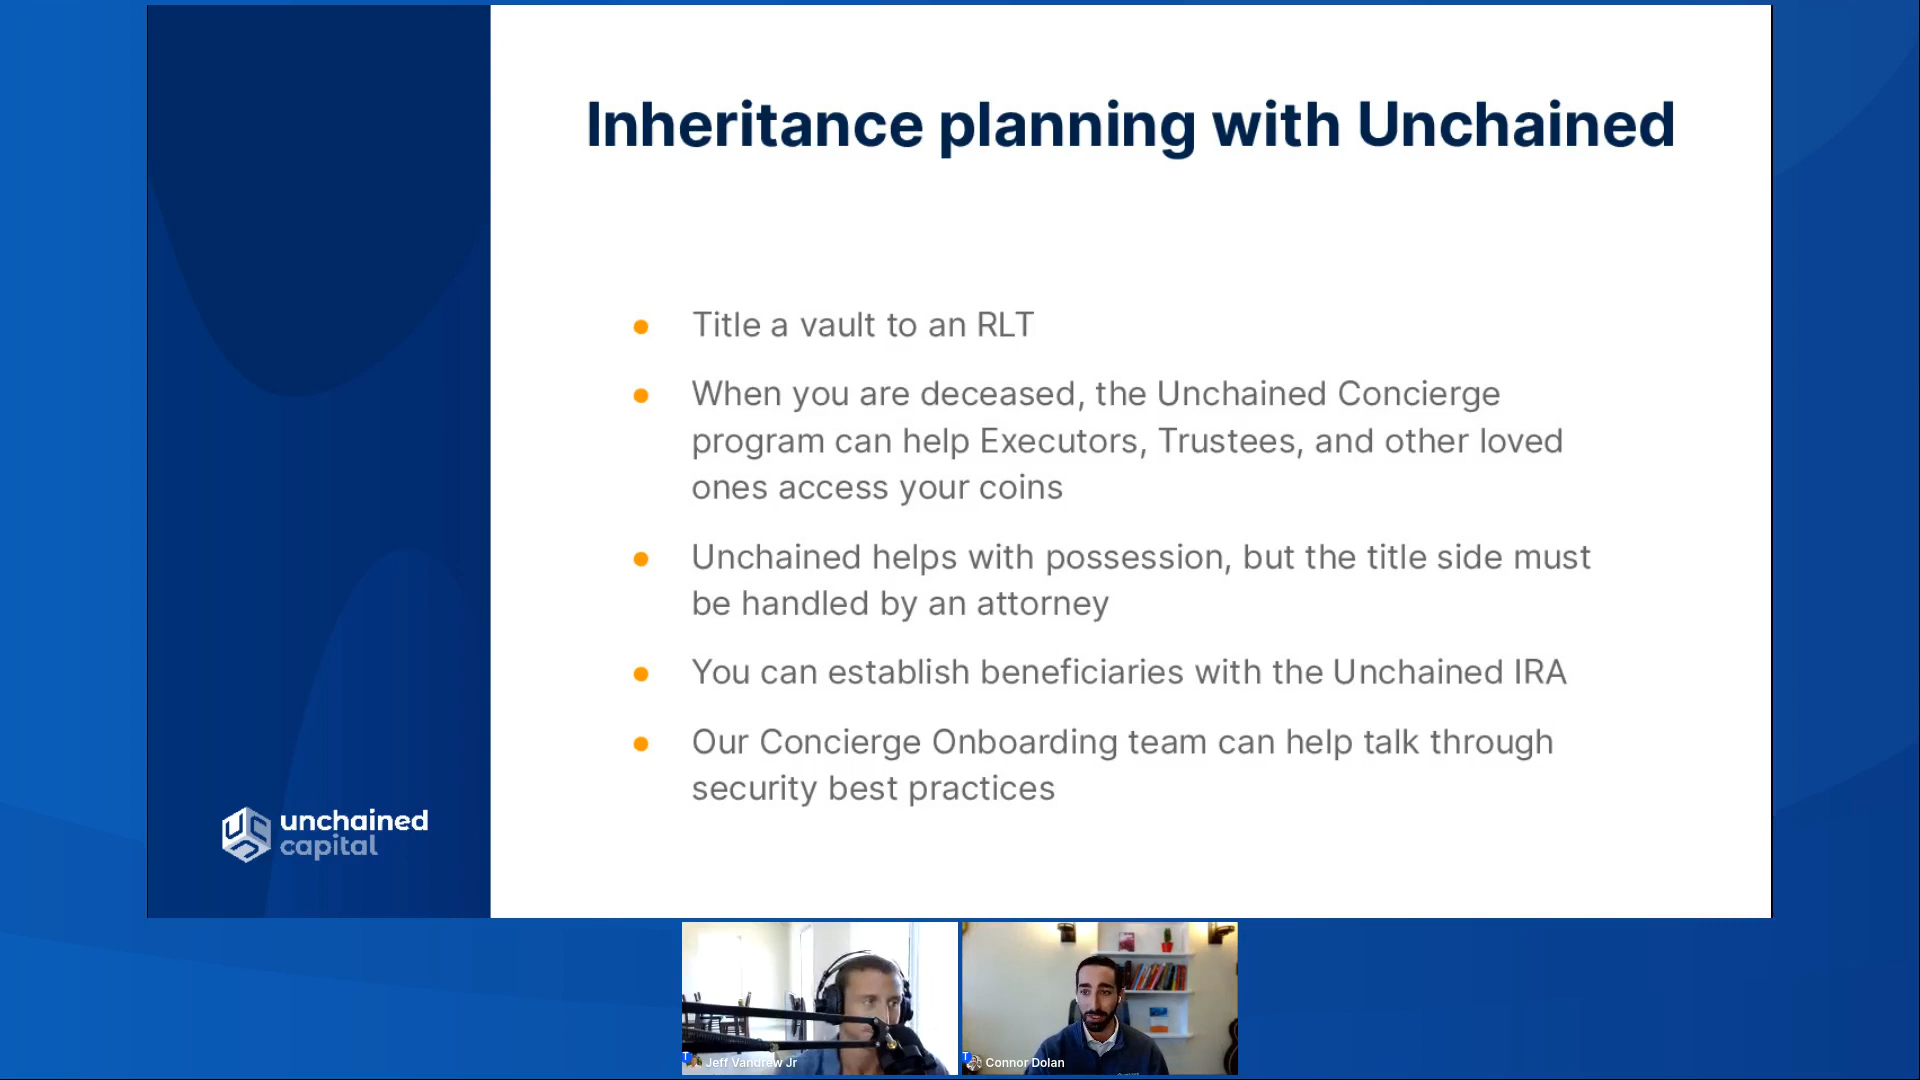 Inheritance planning with Unchained
Title a vault to an RLT
When you are deceased, the Unchained Concierge
program can help Executors, Trustees, and other loved
ones access your coins
Unchained helps with possession, but the title side must
be handled by an attorney
You can establish beneficiaries with the Unchained IRA
Our Concierge Onboarding team can help talk through
security best practices
unchained
capital
Jeff Vandrew Jr
Connor Dolan